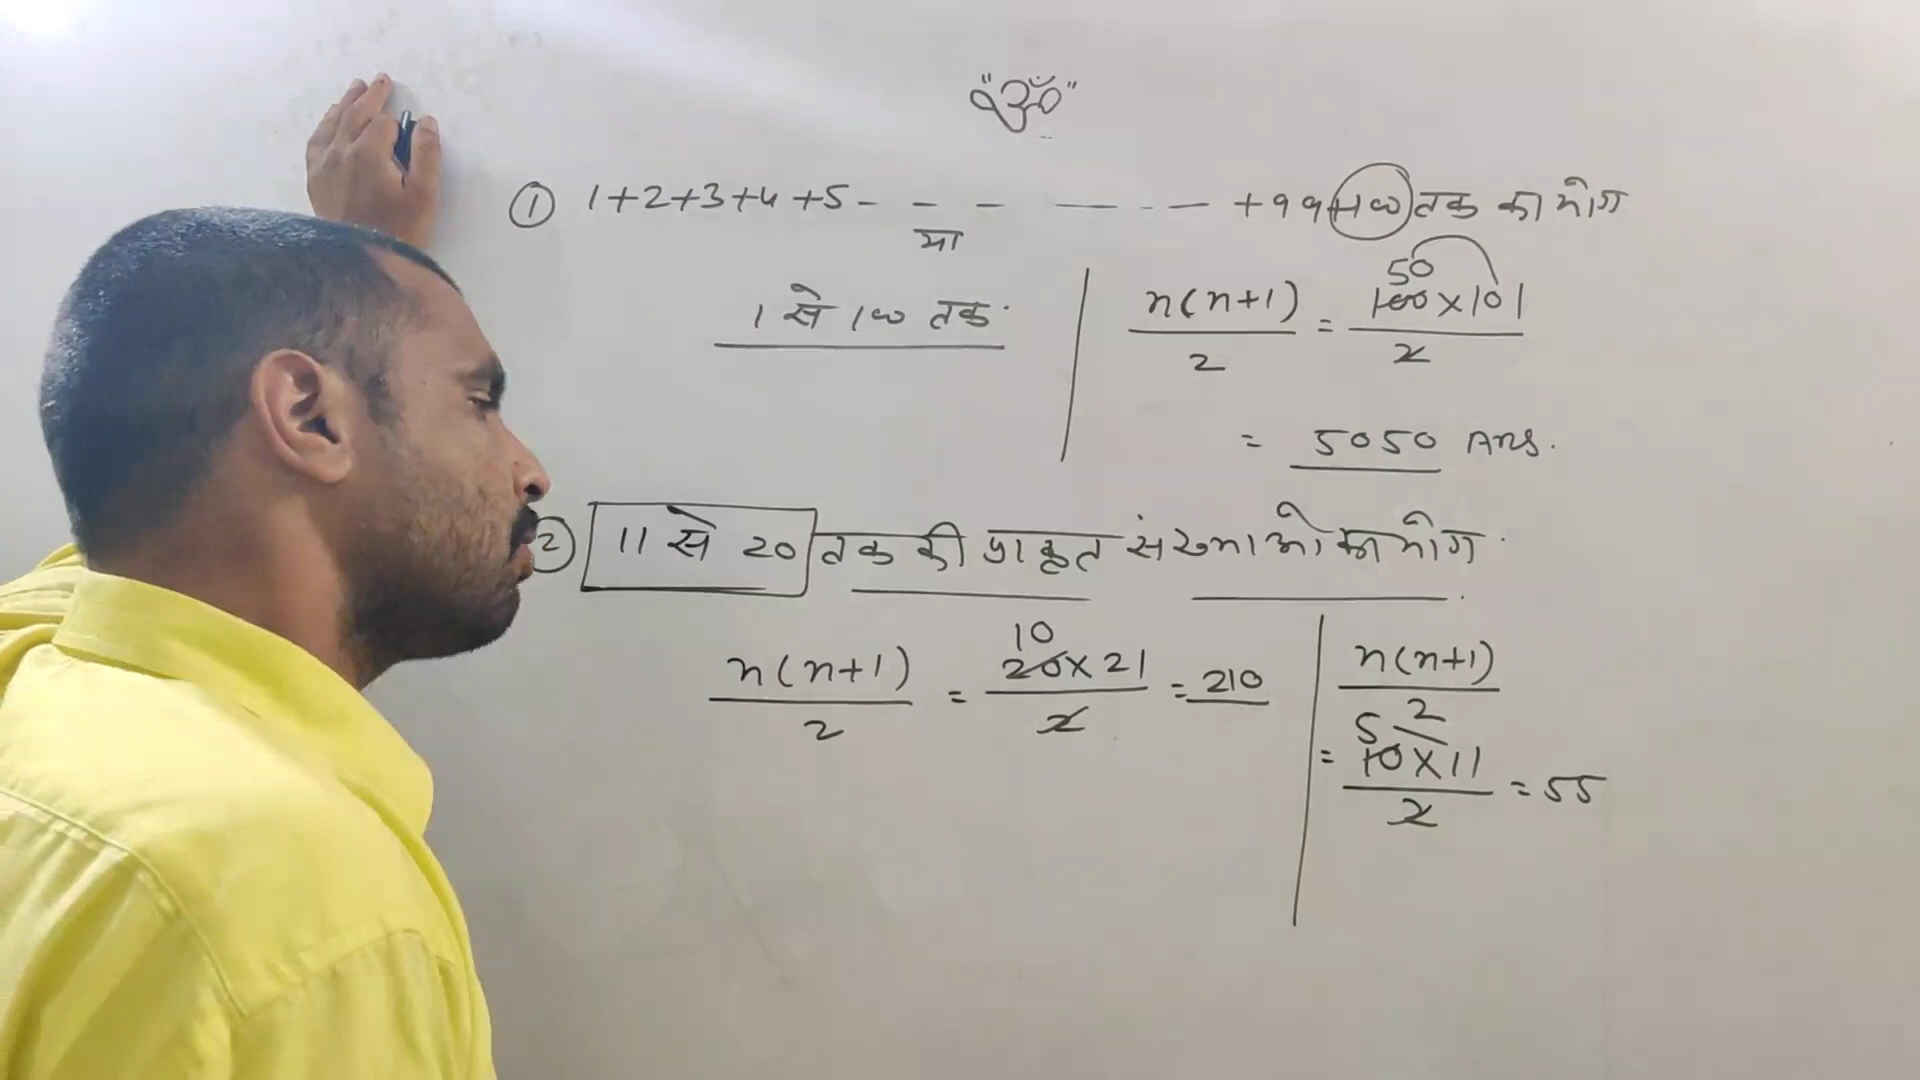 "ॐ"
① 1+2+3+4+5- - - — - — +99+100 तक का योग
या
1 से 100 तक
n(n+1)/2 = 100×101/2
50
= 5050 Ans.
② 11 से 20 तक की प्राकृत संख्याओ का योग
10
n(n+1)/2 = 20×21/2 = 210
n(n+1)/2
5
= 10×11/2 = 55